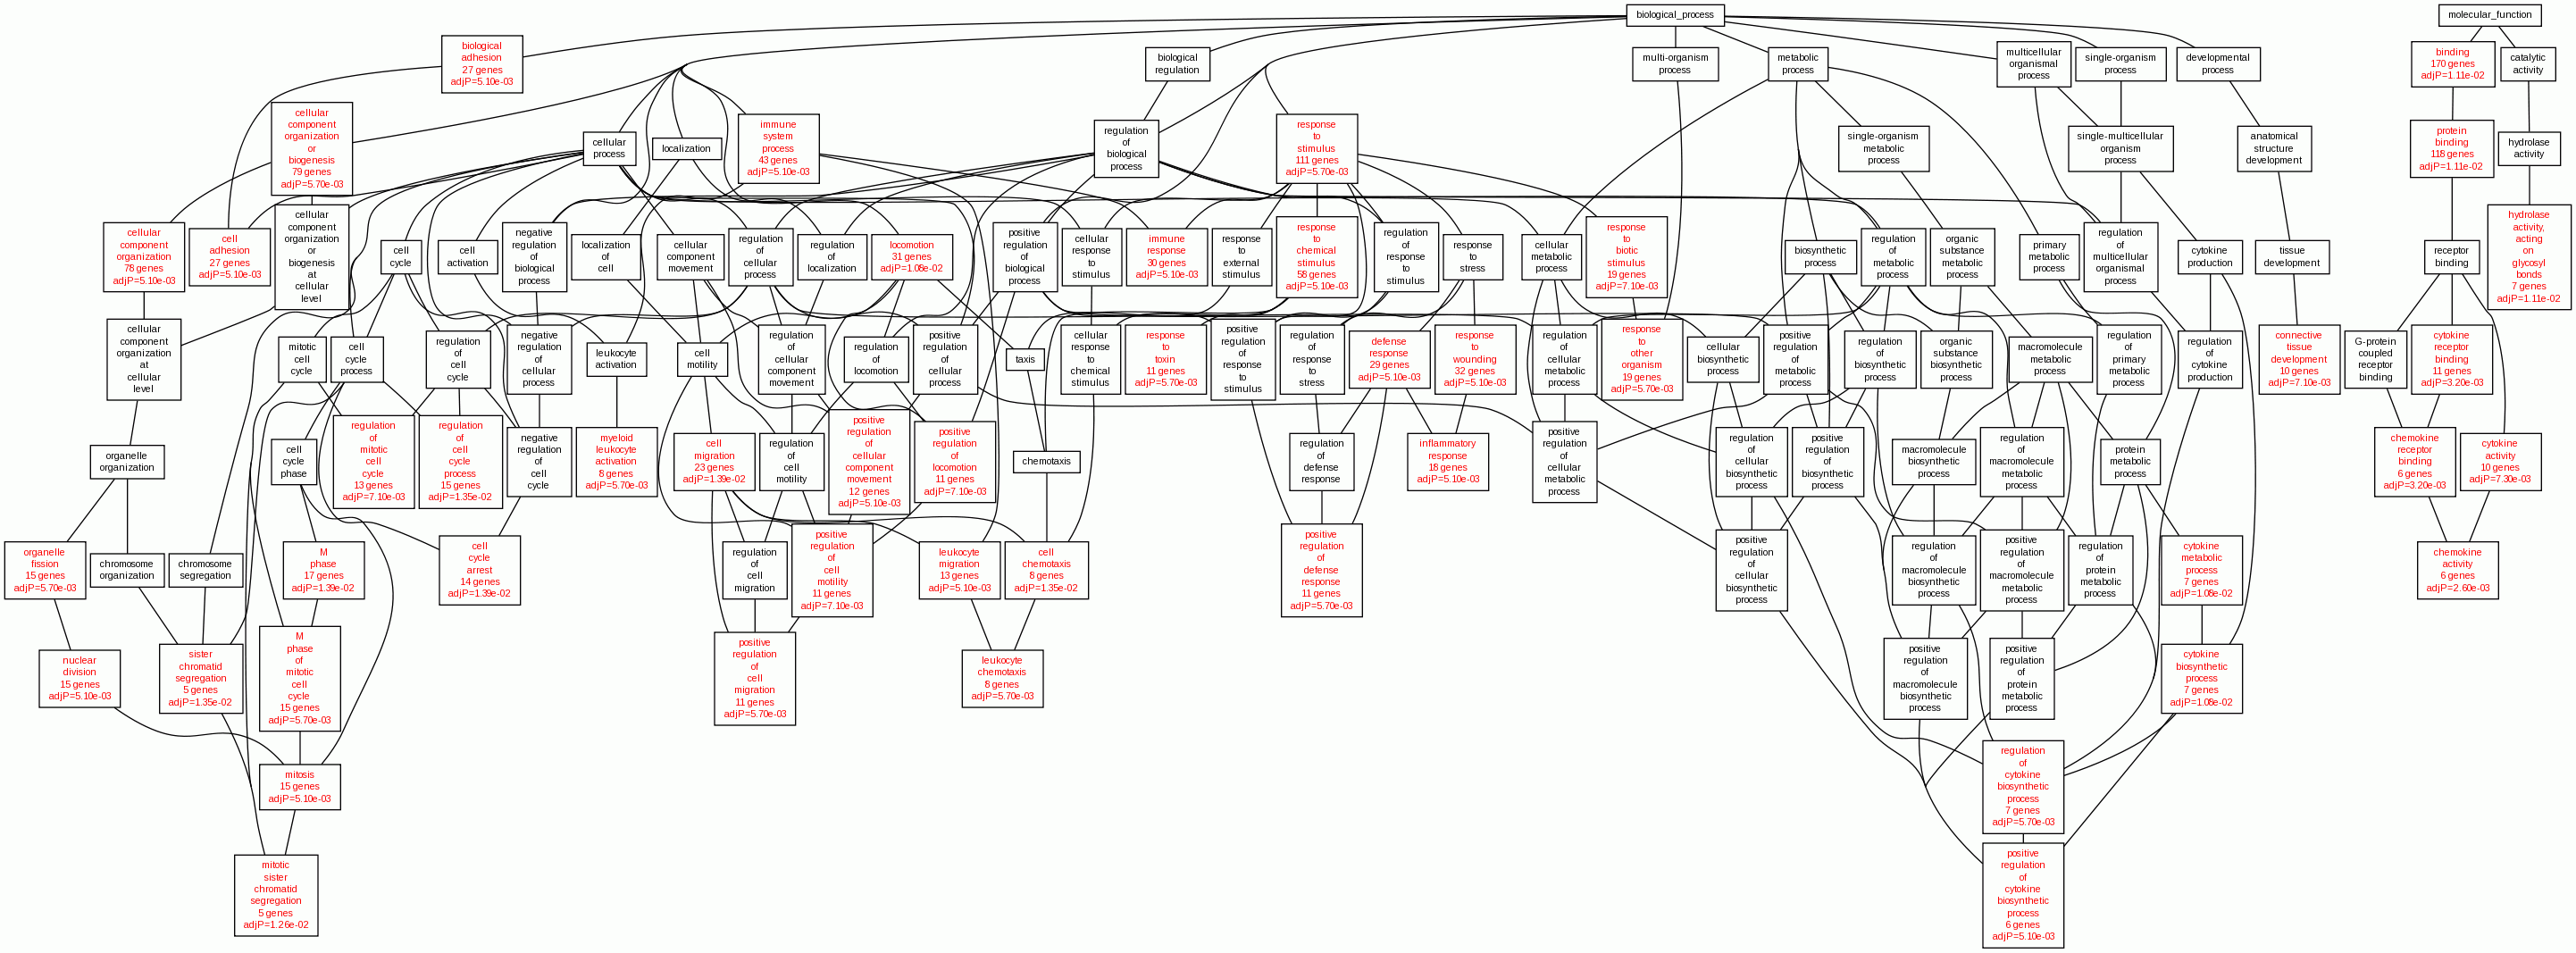 biological_process
molecular_function
biological
adhesion
27 genes
adjP=5.10e-03
biological
regulation
multi-organism
process
metabolic
process
multicellular
organismal
process
single-organism
process
developmental
process
binding
170 genes
adjP=1.11e-02
catalytic
activity
cellular
component
organization
or
biogenesis
79 genes
adjP=5.70e-03
cellular
process
localization
immune
system
process
43 genes
adjP=5.10e-03
regulation
of
biological
process
response
to
stimulus
111 genes
adjP=5.70e-03
single-organism
metabolic
process
single-multicellular
organism
process
anatomical
structure
development
protein
binding
118 genes
adjP=1.11e-02
hydrolase
activity
cellular
component
organization
78 genes
adjP=5.10e-03
cell
adhesion
27 genes
adjP=5.10e-03
cellular
component
organization
or
biogenesis
at
cellular
level
cell
cycle
cell
activation
negative
regulation
of
biological
process
localization
of
cell
cellular
component
movement
regulation
of
cellular
process
regulation
of
localization
locomotion
31 genes
adjP=1.08e-02
positive
regulation
of
biological
process
cellular
response
to
stimulus
immune
response
30 genes
adjP=5.10e-03
response
to
external
stimulus
response
to
chemical
stimulus
58 genes
adjP=5.10e-03
regulation
of
response
to
stimulus
response
to
stress
cellular
metabolic
process
response
to
biotic
stimulus
19 genes
adjP=7.10e-03
biosynthetic
process
regulation
of
metabolic
process
organic
substance
metabolic
process
primary
metabolic
process
regulation
of
multicellular
organismal
process
cytokine
production
tissue
development
receptor
binding
hydrolase
activity,
acting
on
glycosyl
bonds
7 genes
adjP=1.11e-02
cellular
component
organization
at
cellular
level
mitotic
cell
cycle
cell
cycle
process
regulation
of
cell
cycle
negative
regulation
of
cellular
process
leukocyte
activation
cell
motility
regulation
of
cellular
component
movement
regulation
of
locomotion
positive
regulation
of
cellular
process
taxis
cellular
response
to
chemical
stimulus
response
to
toxin
11 genes
adjP=5.70e-03
positive
regulation
of
response
to
stimulus
regulation
of
response
to
stress
defense
response
29 genes
adjP=5.10e-03
response
to
wounding
32 genes
adjP=5.10e-03
regulation
of
cellular
metabolic
process
response
to
other
organism
19 genes
adjP=5.70e-03
cellular
biosynthetic
process
positive
regulation
of
metabolic
process
regulation
of
biosynthetic
process
organic
substance
biosynthetic
process
macromolecule
metabolic
process
regulation
of
primary
metabolic
process
regulation
of
cytokine
production
connective
tissue
development
10 genes
adjP=7.10e-03
G-protein
coupled
receptor
binding
cytokine
receptor
binding
11 genes
adjP=3.20e-03
organelle
organization
cell
cycle
phase
regulation
of
mitotic
cell
cycle
13 genes
adjP=7.10e-03
regulation
of
cell
cycle
process
15 genes
adjP=1.35e-02
negative
regulation
of
cell
cycle
myeloid
leukocyte
activation
8 genes
adjP=5.70e-03
cell
migration
23 genes
adjP=1.39e-02
regulation
of
cell
motility
positive
regulation
of
cellular
component
movement
12 genes
adjP=5.10e-03
positive
regulation
of
locomotion
11 genes
adjP=7.10e-03
chemotaxis
regulation
of
defense
response
inflammatory
response
18 genes
adjP=5.10e-03
positive
regulation
of
cellular
metabolic
process
regulation
of
cellular
biosynthetic
process
positive
regulation
of
biosynthetic
process
macromolecule
biosynthetic
process
regulation
of
macromolecule
metabolic
process
protein
metabolic
process
chemokine
receptor
binding
6 genes
adjP=3.20e-03
cytokine
activity
10 genes
adjP=7.30e-03
organelle
fission
15 genes
adjP=5.70e-03
chromosome
organization
chromosome
segregation
M
phase
17 genes
adjP=1.39e-02
cell
cycle
arrest
14 genes
adjP=1.39e-02
regulation
of
cell
migration
positive
regulation
of
cell
motility
11 genes
adjP=7.10e-03
leukocyte
migration
13 genes
adjP=5.10e-03
cell
chemotaxis
8 genes
adjP=1.35e-02
positive
regulation
of
defense
response
11 genes
adjP=5.70e-03
positive
regulation
of
cellular
biosynthetic
process
regulation
of
macromolecule
biosynthetic
process
positive
regulation
of
macromolecule
metabolic
process
regulation
of
protein
metabolic
process
cytokine
metabolic
process
7 genes
adjP=1.08e-02
chemokine
activity
6 genes
adjP=2.60e-03
nuclear
division
15 genes
adjP=5.10e-03
sister
chromatid
segregation
5 genes
adjP=1.35e-02
M
phase
of
mitotic
cell
cycle
15 genes
adjP=5.70e-03
positive
regulation
of
cell
migration
11 genes
adjP=5.70e-03
leukocyte
chemotaxis
8 genes
adjP=5.70e-03
positive
regulation
of
macromolecule
biosynthetic
process
positive
regulation
of
protein
metabolic
process
cytokine
biosynthetic
process
7 genes
adjP=1.08e-02
mitosis
15 genes
adjP=5.10e-03
regulation
of
cytokine
biosynthetic
process
7 genes
adjP=5.70e-03
mitotic
sister
chromatid
segregation
5 genes
adjP=1.26e-02
positive
regulation
of
cytokine
biosynthetic
process
6 genes
adjP=5.10e-03